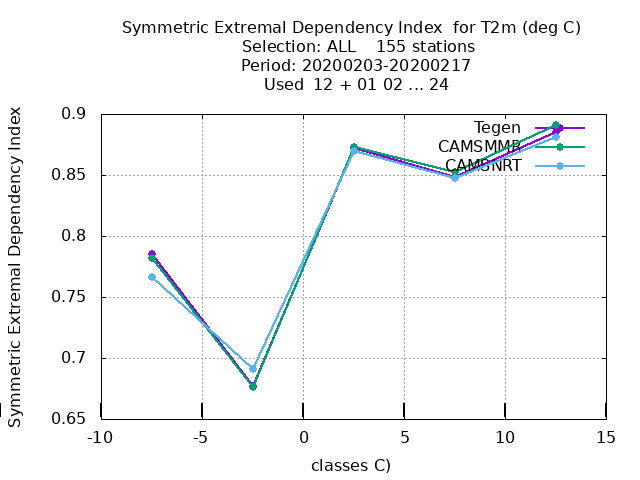 Symmetric Extremal Dependency Index for T2m (deg C)
Selection: ALL 155 stations
Period: 20200203-20200217
Used 12 + 01 02 ... 24
Symmetric Extremal Dependency Index
0.9
0.85
0.8
0.75
0.7
0.65
Tegen
CAMSMMR
CAMSNRT
-10
-5
0
5
10
15
classes C)